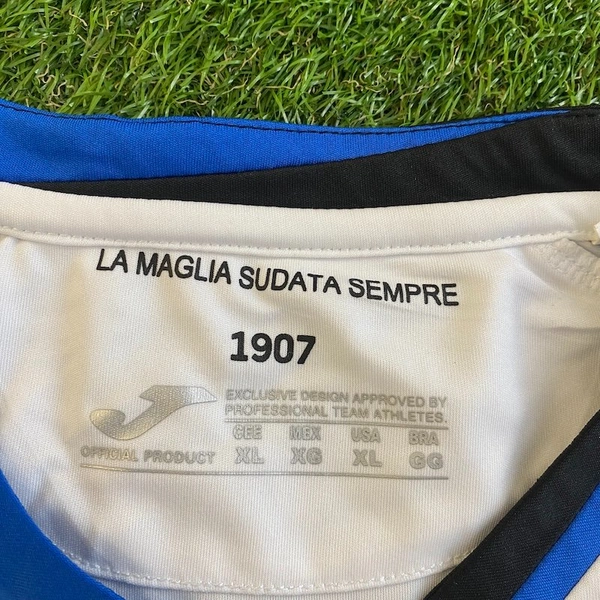 LA MAGLIA SUDATA SEMPRE
1907
EXCLUSIVE DESIGN APPROVED BY
PROFESSIONAL TEAM ATHLETES.
CEE MEX USA BRA
OFFICIAL PRODUCT XL XG XL GG